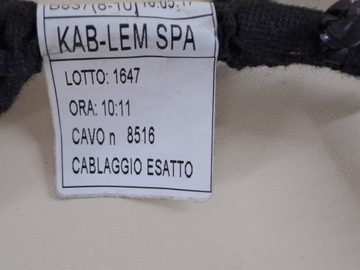 KAB-LEM SPA
LOTTO: 1647
ORA: 10:11
CAVO n 8516
CABLAGGIO ESATTO